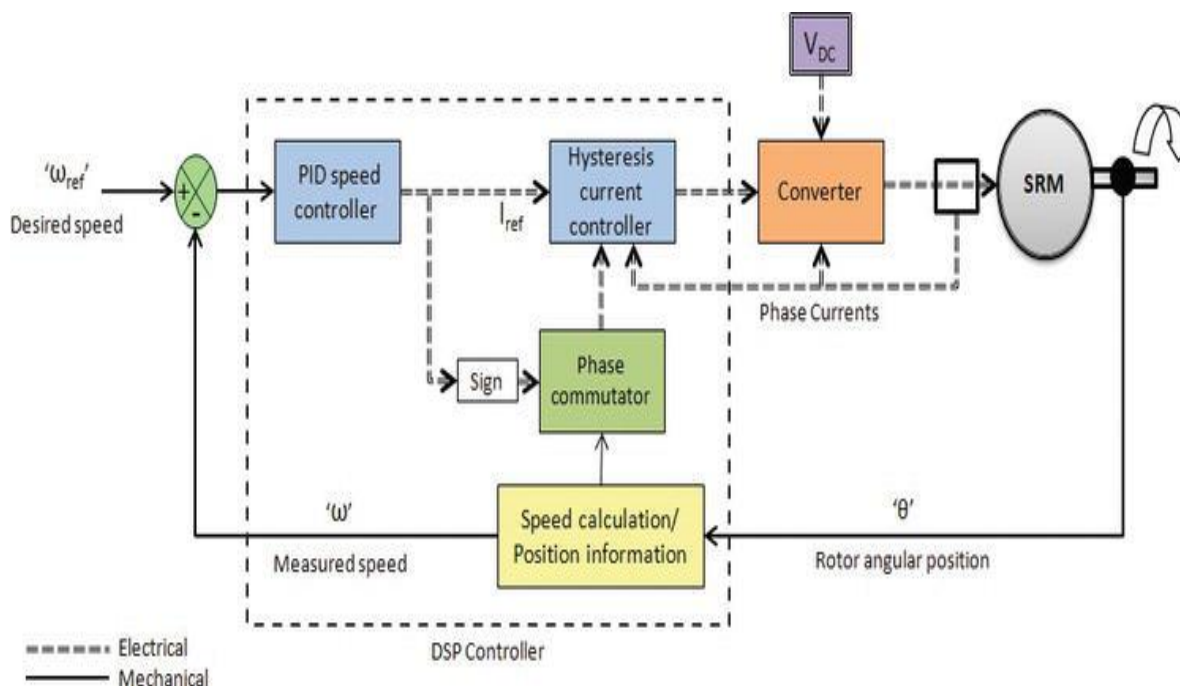 V_DC
'ω_ref'
Desired speed
+
-
PID speed
controller
I_ref
Hysteresis
current
controller
Converter
SRM
Phase Currents
Sign
Phase
commutator
'ω'
Measured speed
Speed calculation/
Position information
'θ'
Rotor angular position
DSP Controller
Electrical
Mechanical